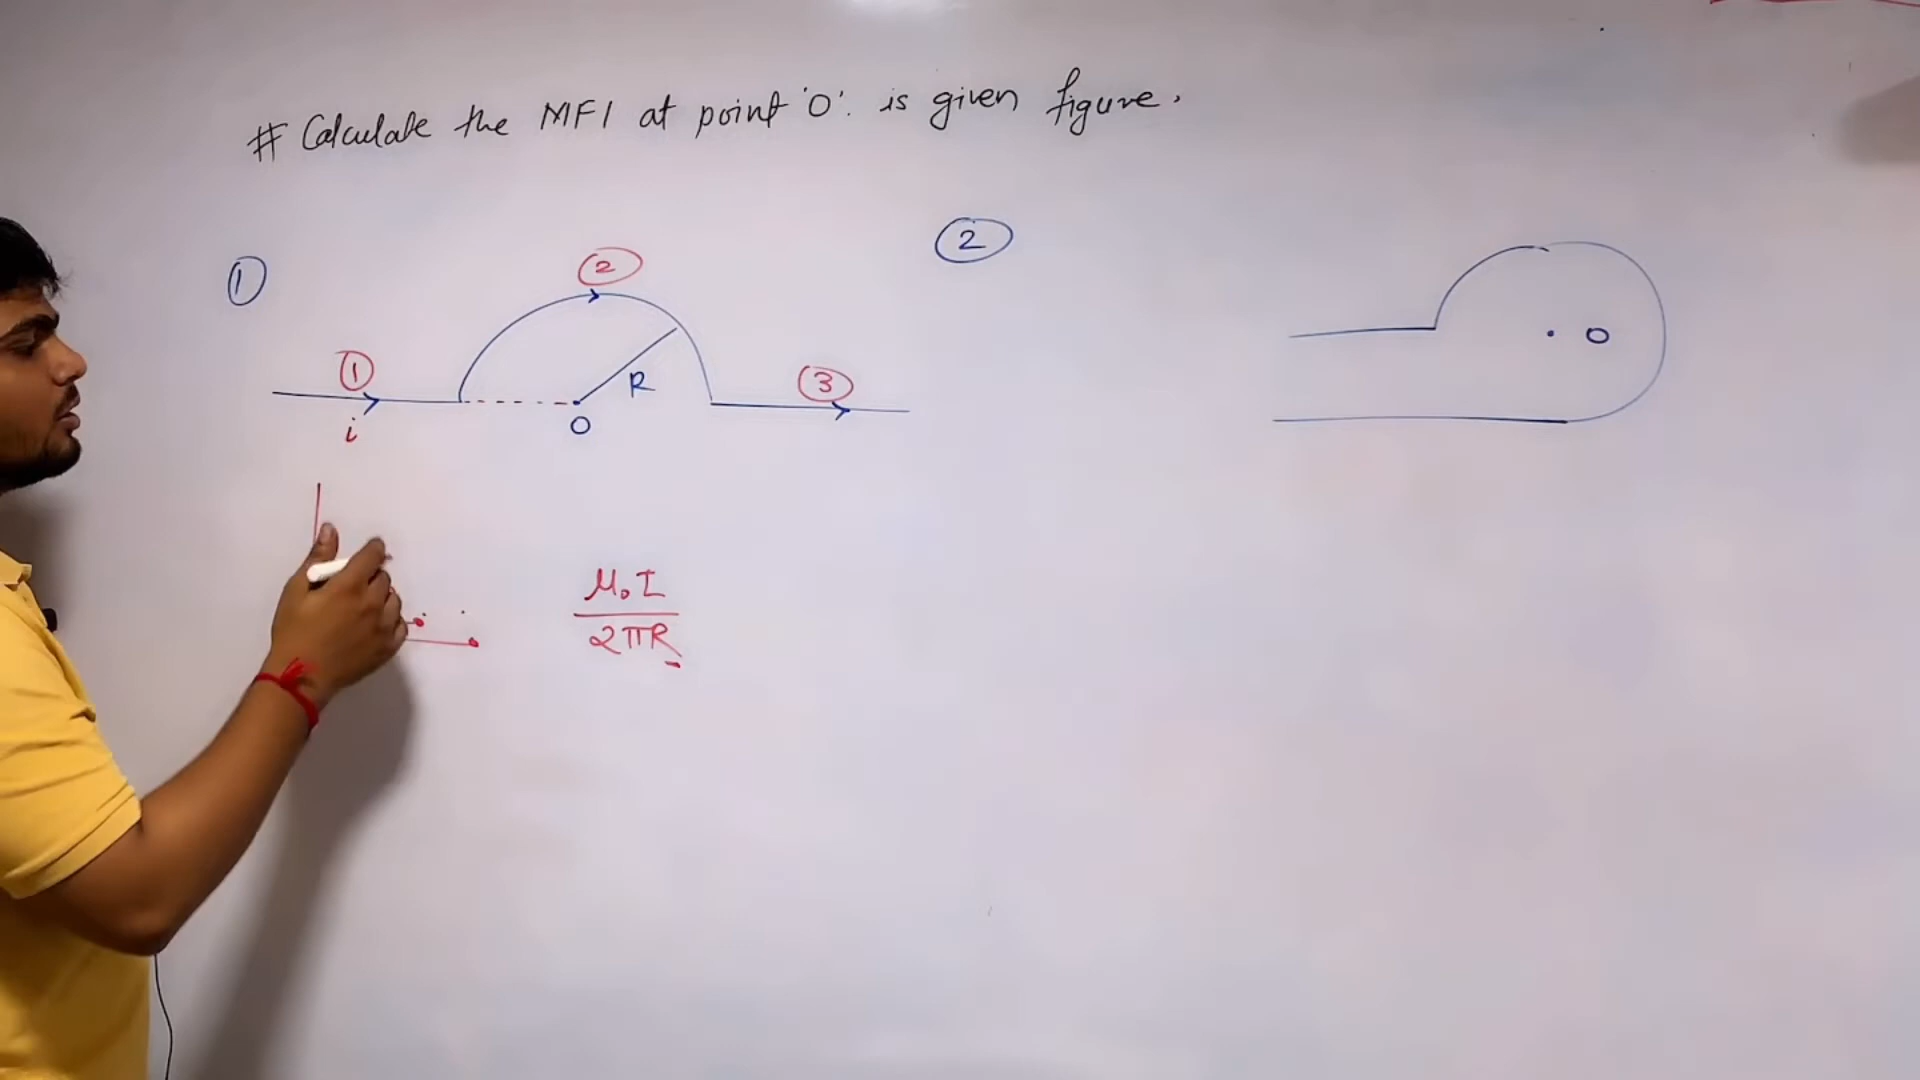 # Calculate the MFI at point 'O'. is given figure.
①
②
②
①
③
R
i
O
O
μ₀I
2πR